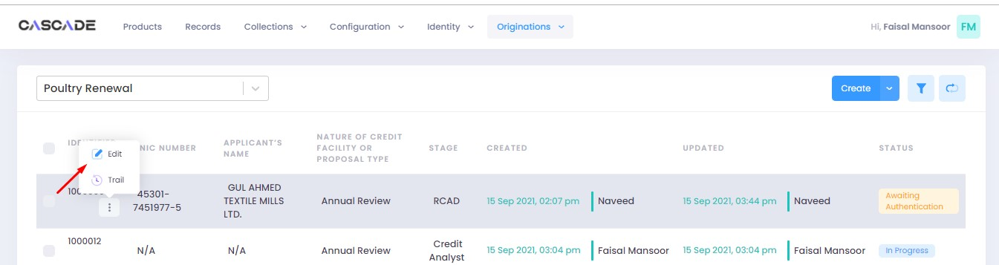 CASCADE Products Records Collections Configuration Identity Originations Hi, Faisal Mansoor FM
Poultry Renewal Create
NIC NUMBER APPLICANT'S NAME NATURE OF CREDIT FACILITY OR PROPOSAL TYPE STAGE CREATED UPDATED STATUS
Edit
Trail
45301-7451977-5 GUL AHMED TEXTILE MILLS LTD. Annual Review RCAD 15 Sep 2021, 02:07 pm Naveed 15 Sep 2021, 03:44 pm Naveed Awaiting Authentication
1000012 N/A N/A Annual Review Credit Analyst 15 Sep 2021, 03:04 pm Faisal Mansoor 15 Sep 2021, 03:04 pm Faisal Mansoor In Progress